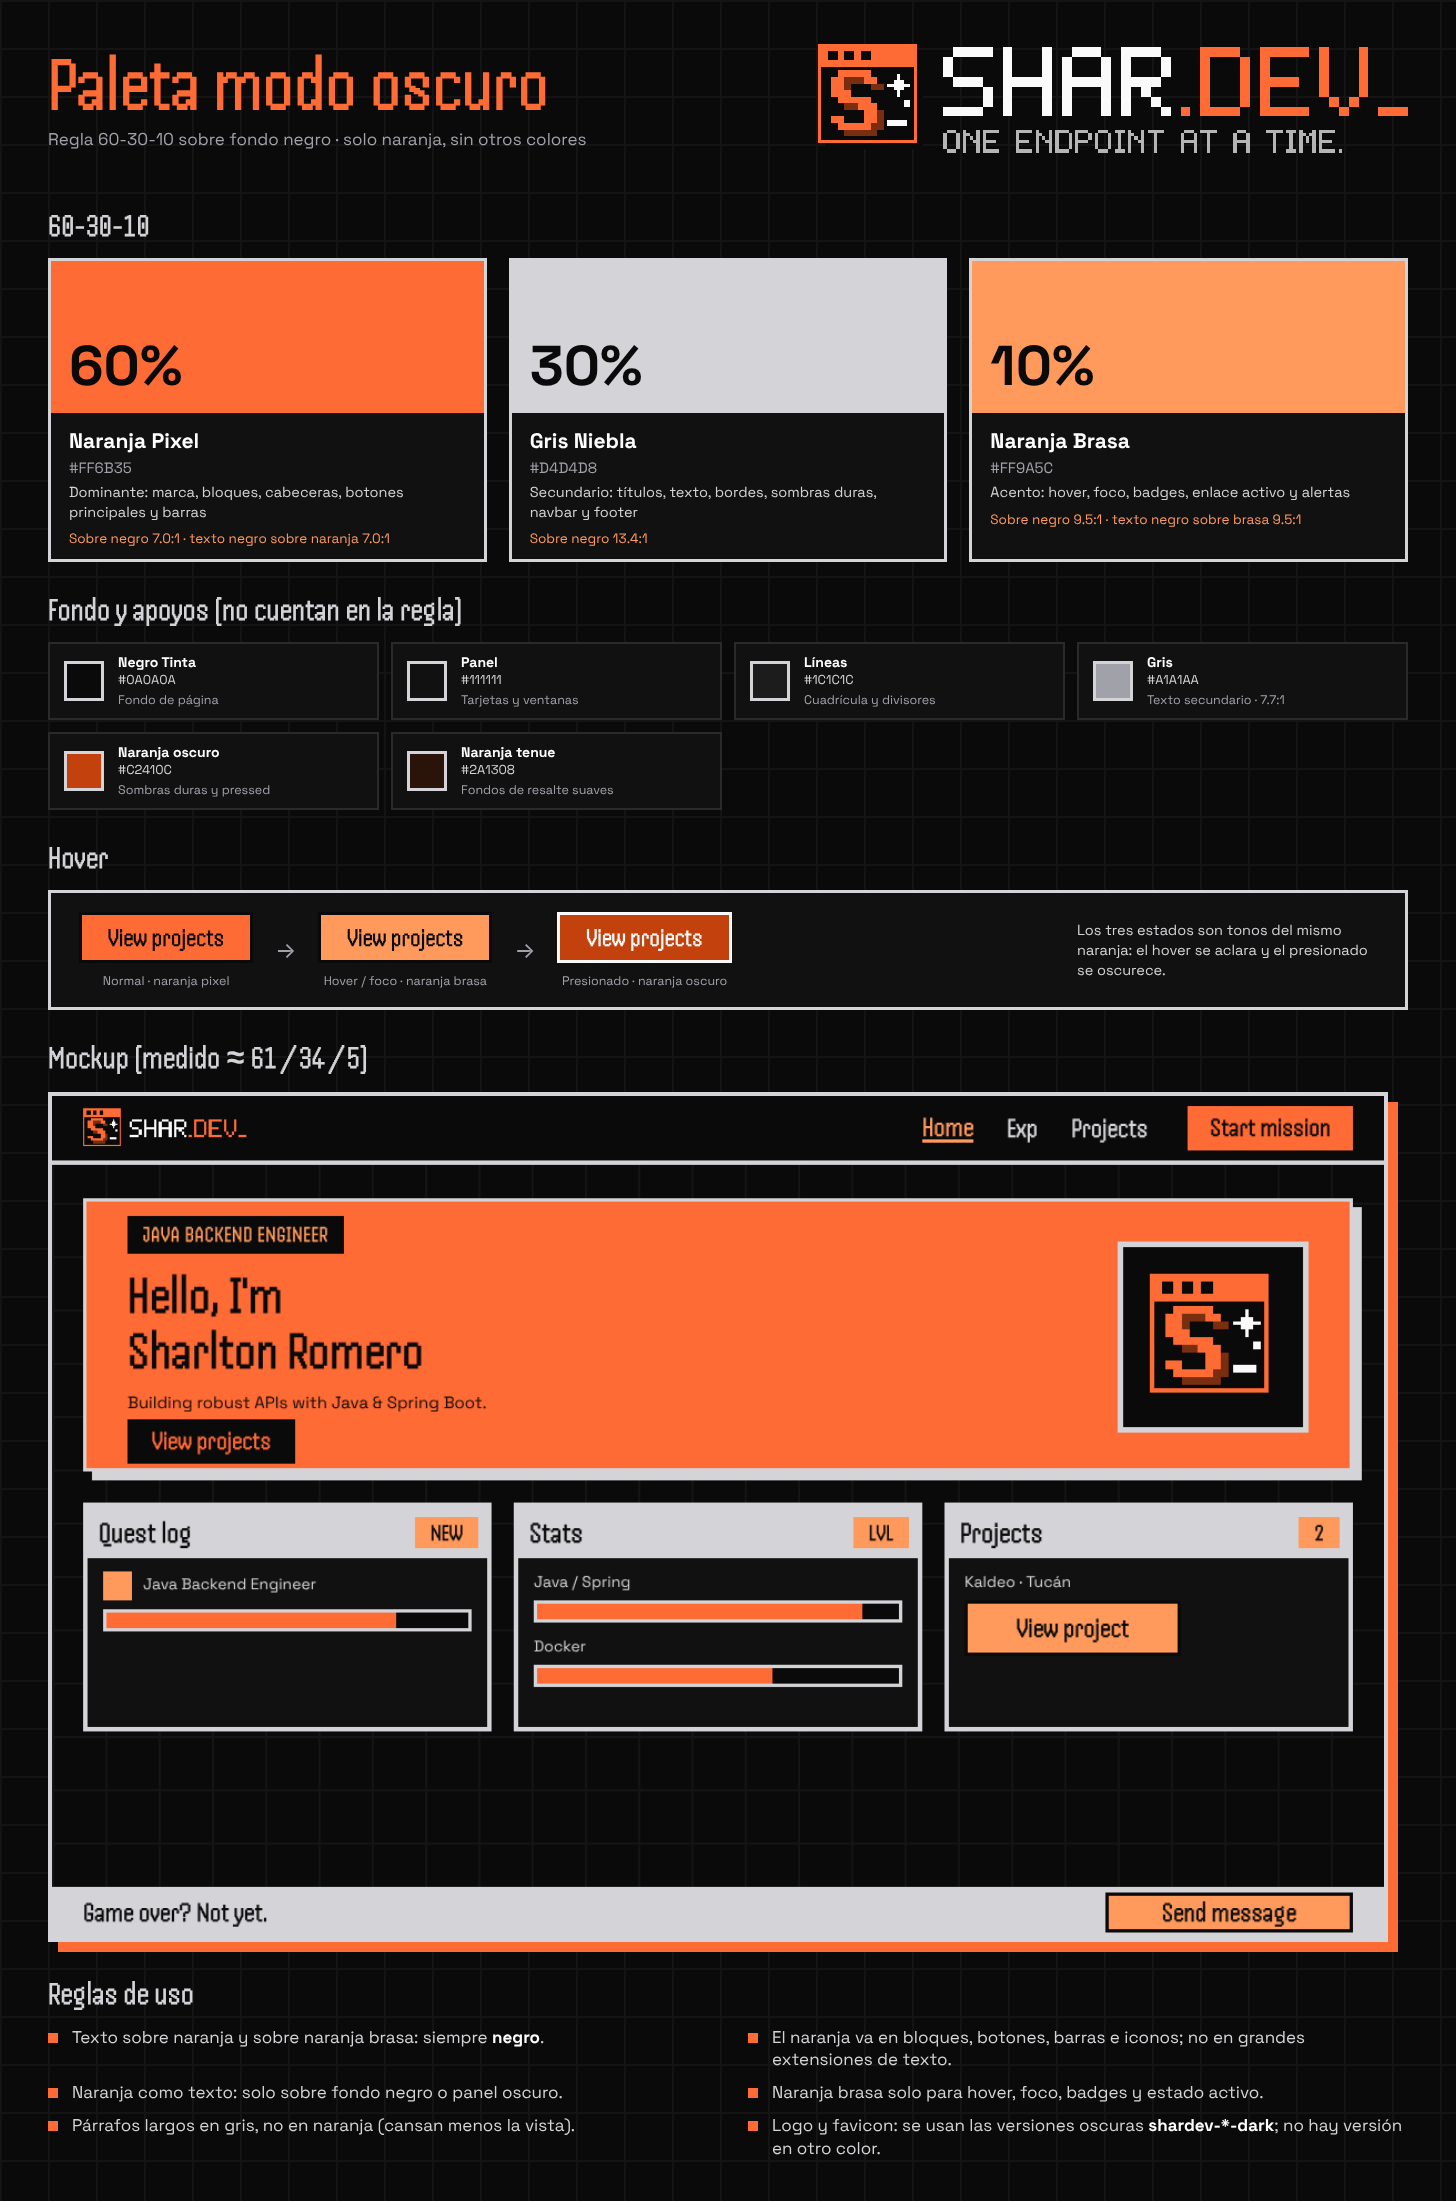 Paleta modo oscuro
Regla 60-30-10 sobre fondo negro · solo naranja, sin otros colores
S
SHAR.DEV_
ONE ENDPOINT AT A TIME.
60-30-10
60%
Naranja Pixel
#FF6B35
Dominante: marca, bloques, cabeceras, botones
principales y barras
Sobre negro 7.0:1 · texto negro sobre naranja 7.0:1
30%
Gris Niebla
#D4D4D8
Secundario: títulos, texto, bordes, sombras duras,
navbar y footer
Sobre negro 13.4:1
10%
Naranja Brasa
#FF9A5C
Acento: hover, foco, badges, enlace activo y alertas
Sobre negro 9.5:1 · texto negro sobre brasa 9.5:1
Fondo y apoyos (no cuentan en la regla)
Negro Tinta
#0A0A0A
Fondo de página
Panel
#111111
Tarjetas y ventanas
Líneas
#1C1C1C
Cuadrícula y divisores
Gris
#A1A1AA
Texto secundario · 7.7:1
Naranja oscuro
#C2410C
Sombras duras y pressed
Naranja tenue
#2A1308
Fondos de resalte suaves
Hover
View projects → View projects → View projects
Normal · naranja pixel
Hover / foco · naranja brasa
Presionado · naranja oscuro
Los tres estados son tonos del mismo
naranja: el hover se aclara y el presionado
se oscurece.
Mockup (medido ≈ 61/34/5)
S
SHAR.DEV_
Home Exp Projects Start mission
JAVA BACKEND ENGINEER
Hello, I'm
Sharlton Romero
Building robust APIs with Java & Spring Boot.
View projects
S
Quest log NEW
Java Backend Engineer
Stats LVL
Java / Spring
Docker
Projects 2
Kaldeo · Tucán
View project
Game over? Not yet.
Send message
Reglas de uso
Texto sobre naranja y sobre naranja brasa: siempre negro.
Naranja como texto: solo sobre fondo negro o panel oscuro.
Párrafos largos en gris, no en naranja (cansan menos la vista).
El naranja va en bloques, botones, barras e iconos; no en grandes
extensiones de texto.
Naranja brasa solo para hover, foco, badges y estado activo.
Logo y favicon: se usan las versiones oscuras shardev-*-dark; no hay versión
en otro color.